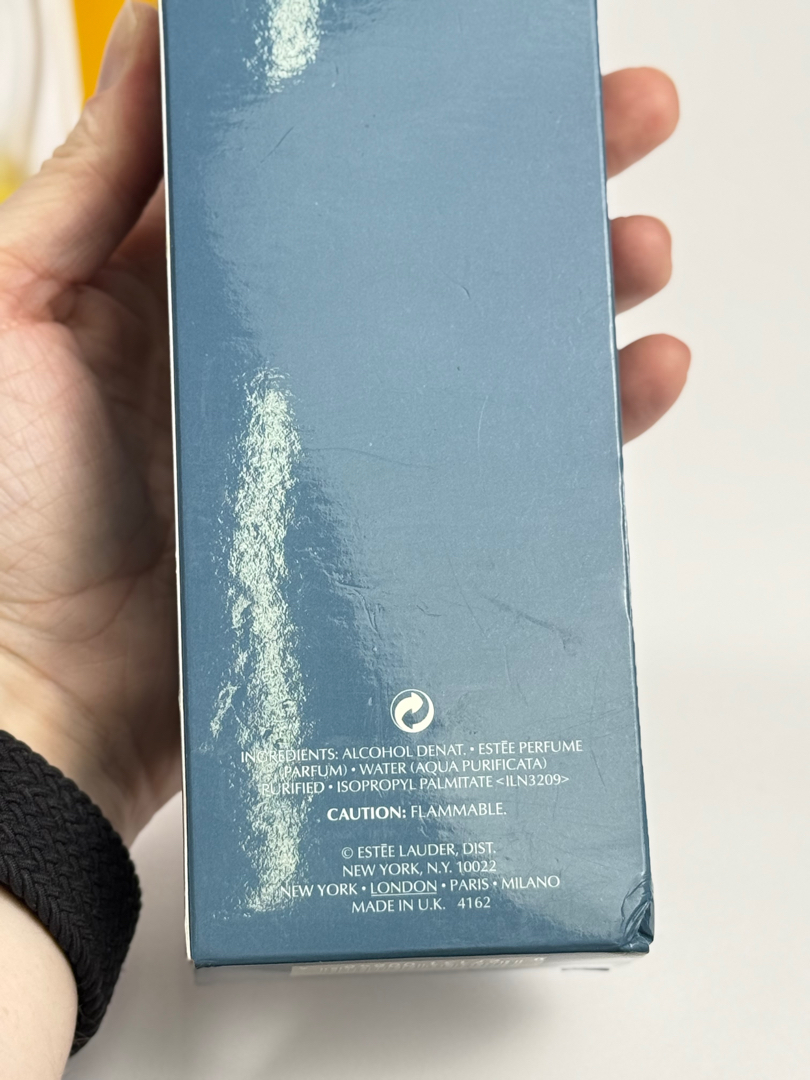 INGREDIENTS: ALCOHOL DENAT. • ESTĒE PERFUME
(PARFUM) • WATER (AQUA PURIFICATA)
PURIFIED • ISOPROPYL PALMITATE <ILN3209>
CAUTION: FLAMMABLE.
© ESTĒE LAUDER, DIST.
NEW YORK, N.Y. 10022
NEW YORK • LONDON • PARIS • MILANO
MADE IN U.K. 4162